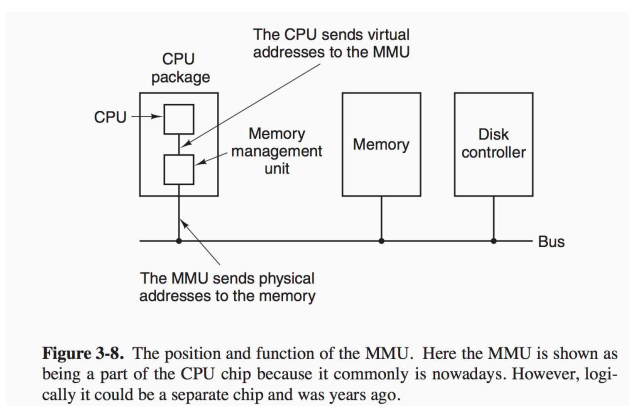 The CPU sends virtual
addresses to the MMU
CPU
package
CPU
Memory
management
unit
Memory
Disk
controller
Bus
The MMU sends physical
addresses to the memory
Figure 3-8. The position and function of the MMU. Here the MMU is shown as
being a part of the CPU chip because it commonly is nowadays. However, logi-
cally it could be a separate chip and was years ago.